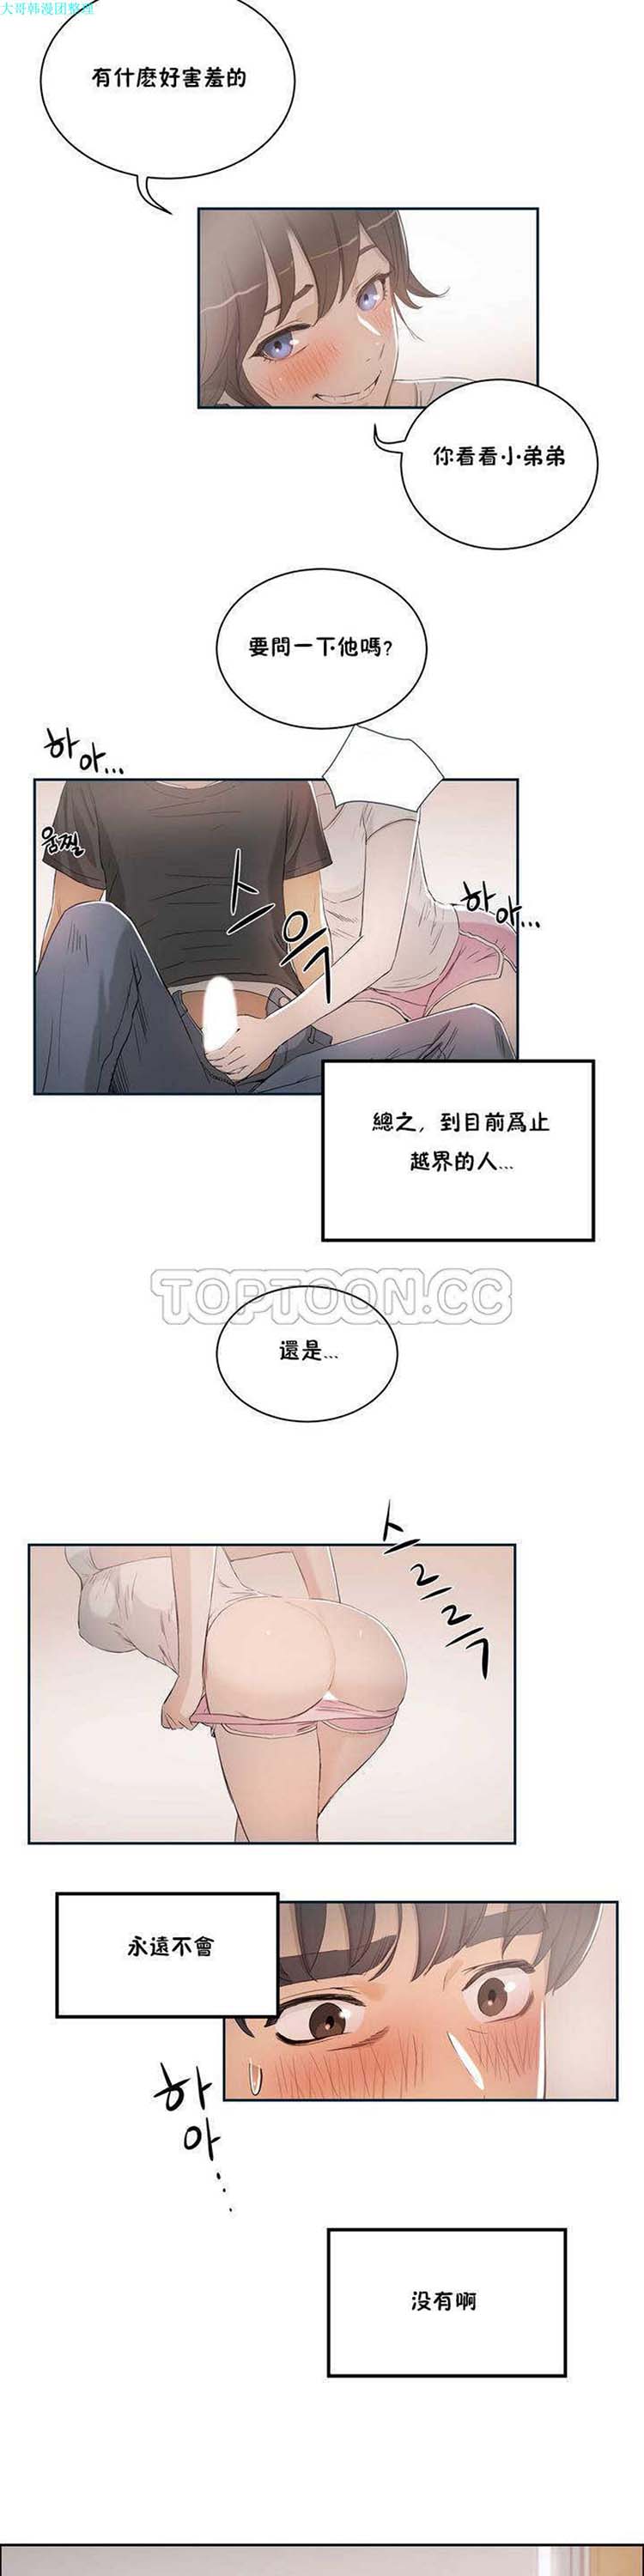 大哥韩漫团整理
有什麽好害羞的
你看看小弟弟
要問一下他嗎?
하아...
움찔
스윽
하아...
總之, 到目前爲止
越界的人...
TOPTOON.CC
還是...
스르륵
永遠不會
하아...
没有啊